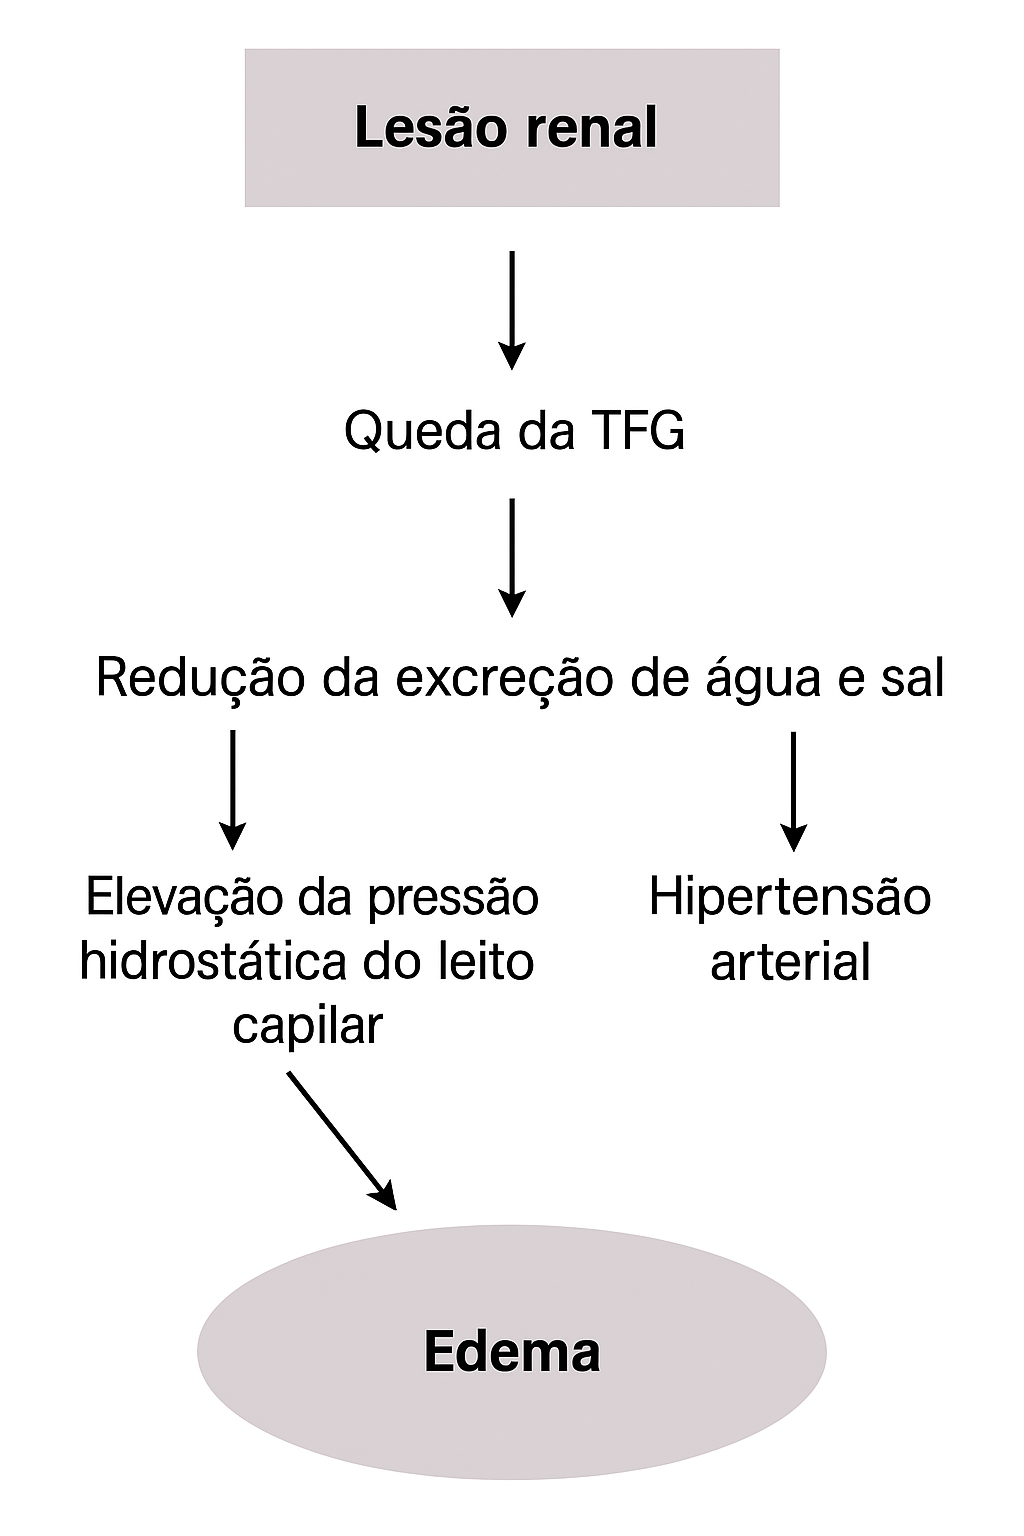 Lesão renal
Queda da TFG
Redução da excreção de água e sal
Elevação da pressão
hidrostática do leito
capilar
Hipertensão
arterial
Edema